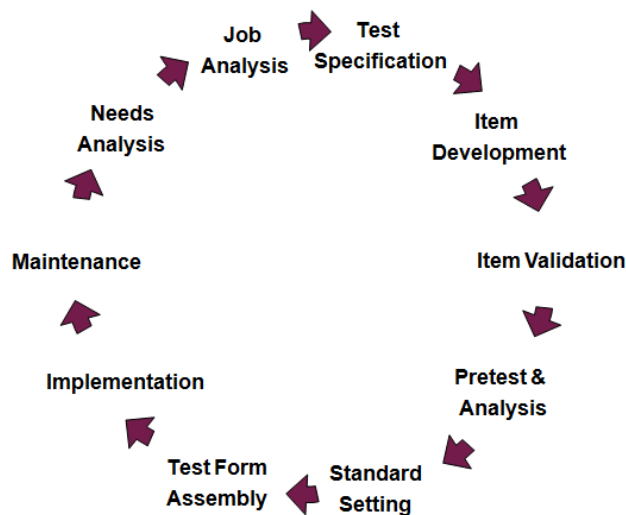 Job
Analysis
Test
Specification
Item
Development
Item Validation
Pretest &
Analysis
Standard
Setting
Test Form
Assembly
Implementation
Maintenance
Needs
Analysis